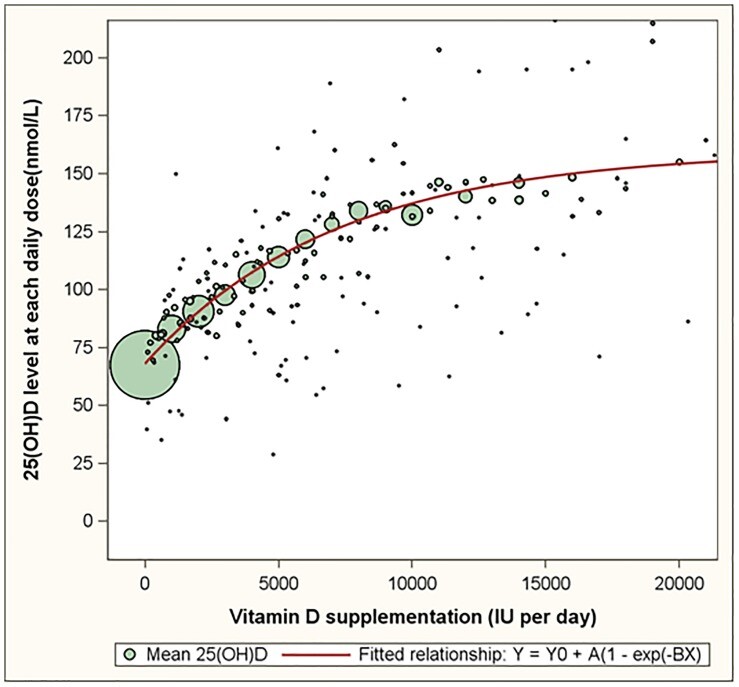 25(OH)D level at each daily dose(nmol/L)
200
175
150
125
100
75
50
25
0
0 5000 10000 15000 20000
Vitamin D supplementation (IU per day)
Mean 25(OH)D Fitted relationship: Y = Y0 + A(1 - exp(-BX)